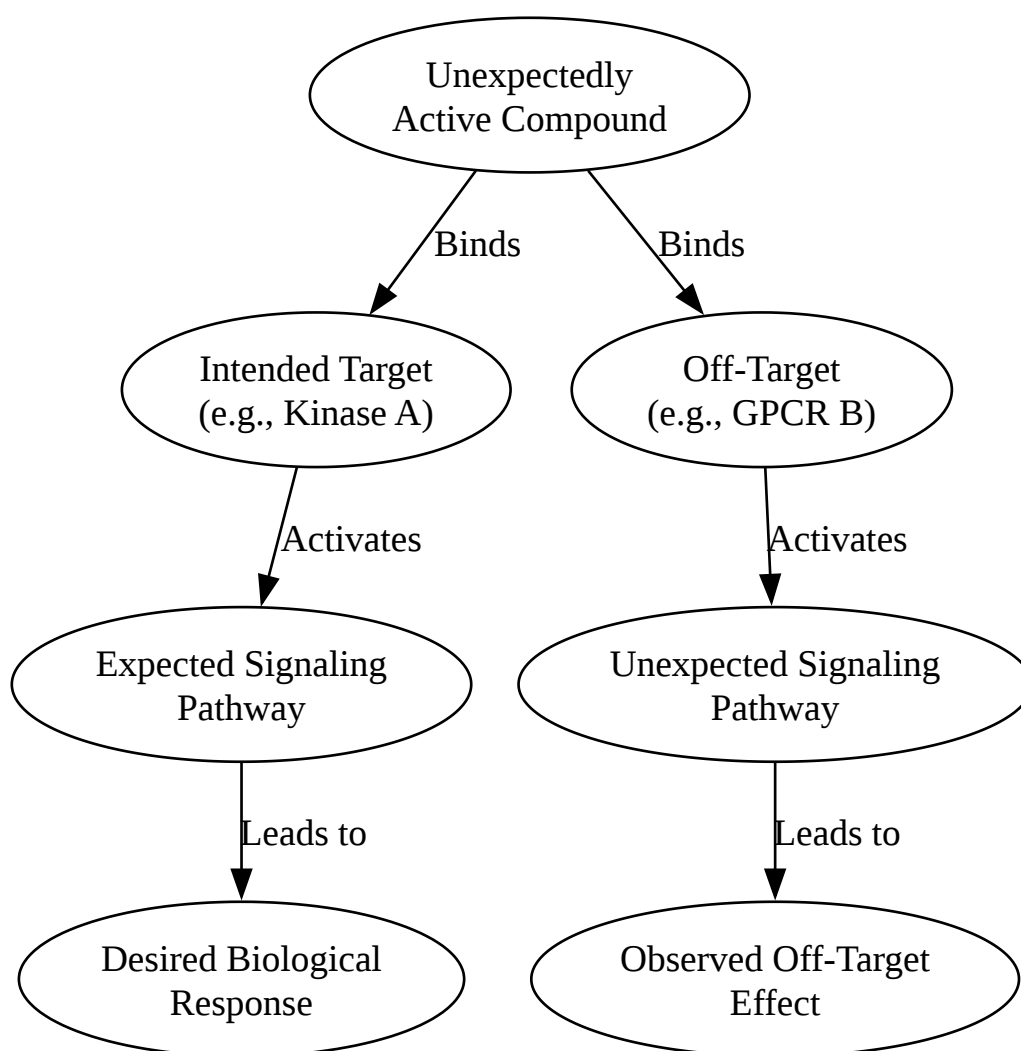 Unexpectedly
Active Compound
Binds
Binds
Intended Target
(e.g., Kinase A)
Off-Target
(e.g., GPCR B)
Activates
Activates
Expected Signaling
Pathway
Unexpected Signaling
Pathway
Leads to
Leads to
Desired Biological
Response
Observed Off-Target
Effect